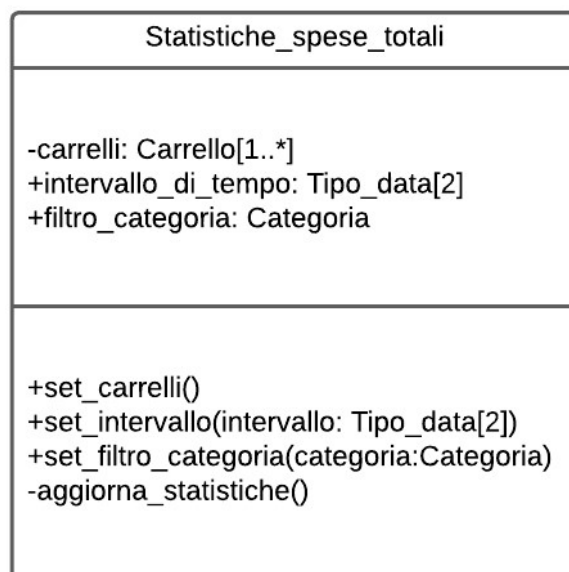 Statistiche_spese_totali
-carrelli: Carrello[1..*]
+intervallo_di_tempo: Tipo_data[2]
+filtro_categoria: Categoria
+set_carrelli()
+set_intervallo(intervallo: Tipo_data[2])
+set_filtro_categoria(categoria:Categoria)
-aggiorna_statistiche()